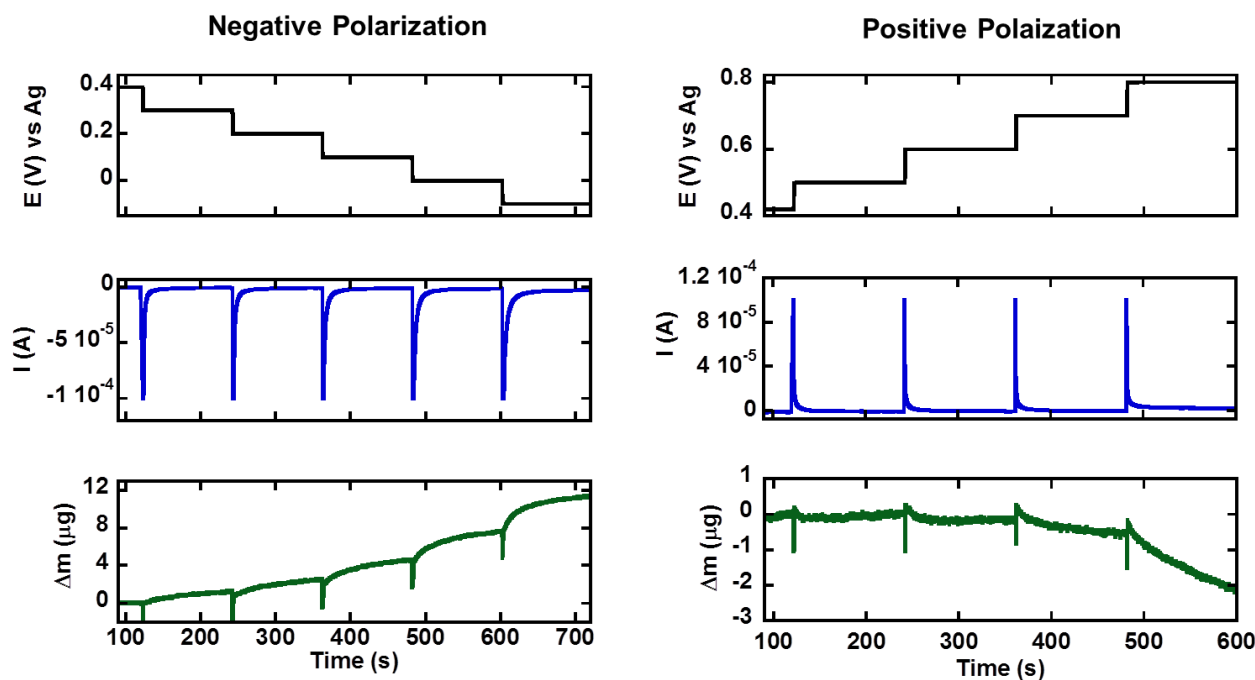 Negative Polarization
E (V) vs Ag
0.4
0.2
0
I (A)
0
-5 10-5
-1 10-4
Δm (µg)
12
8
4
0
100 200 300 400 500 600 700
Time (s)
Positive Polaization
E (V) vs Ag
0.8
0.6
0.4
I (A)
1.2 10-4
8 10-5
4 10-5
0
Δm (µg)
1
0
-1
-2
-3
100 200 300 400 500 600
Time (s)